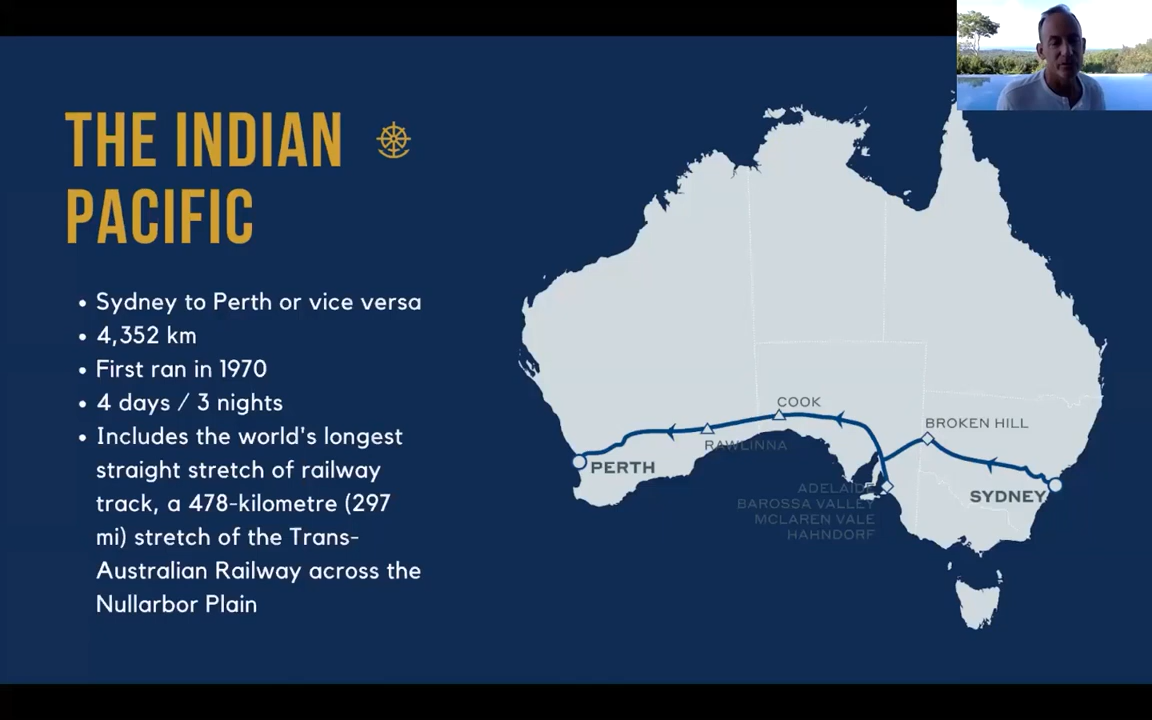 THE INDIAN
PACIFIC
• Sydney to Perth or vice versa
• 4,352 km
• First ran in 1970
• 4 days / 3 nights
• Includes the world's longest
straight stretch of railway
track, a 478-kilometre (297
mi) stretch of the Trans-
Australian Railway across the
Nullarbor Plain
COOK
BROKEN HILL
RAWLINNA
PERTH
ADELAIDE
BAROSSA VALLEY
MCLAREN VALE
HAHNDORF
SYDNEY